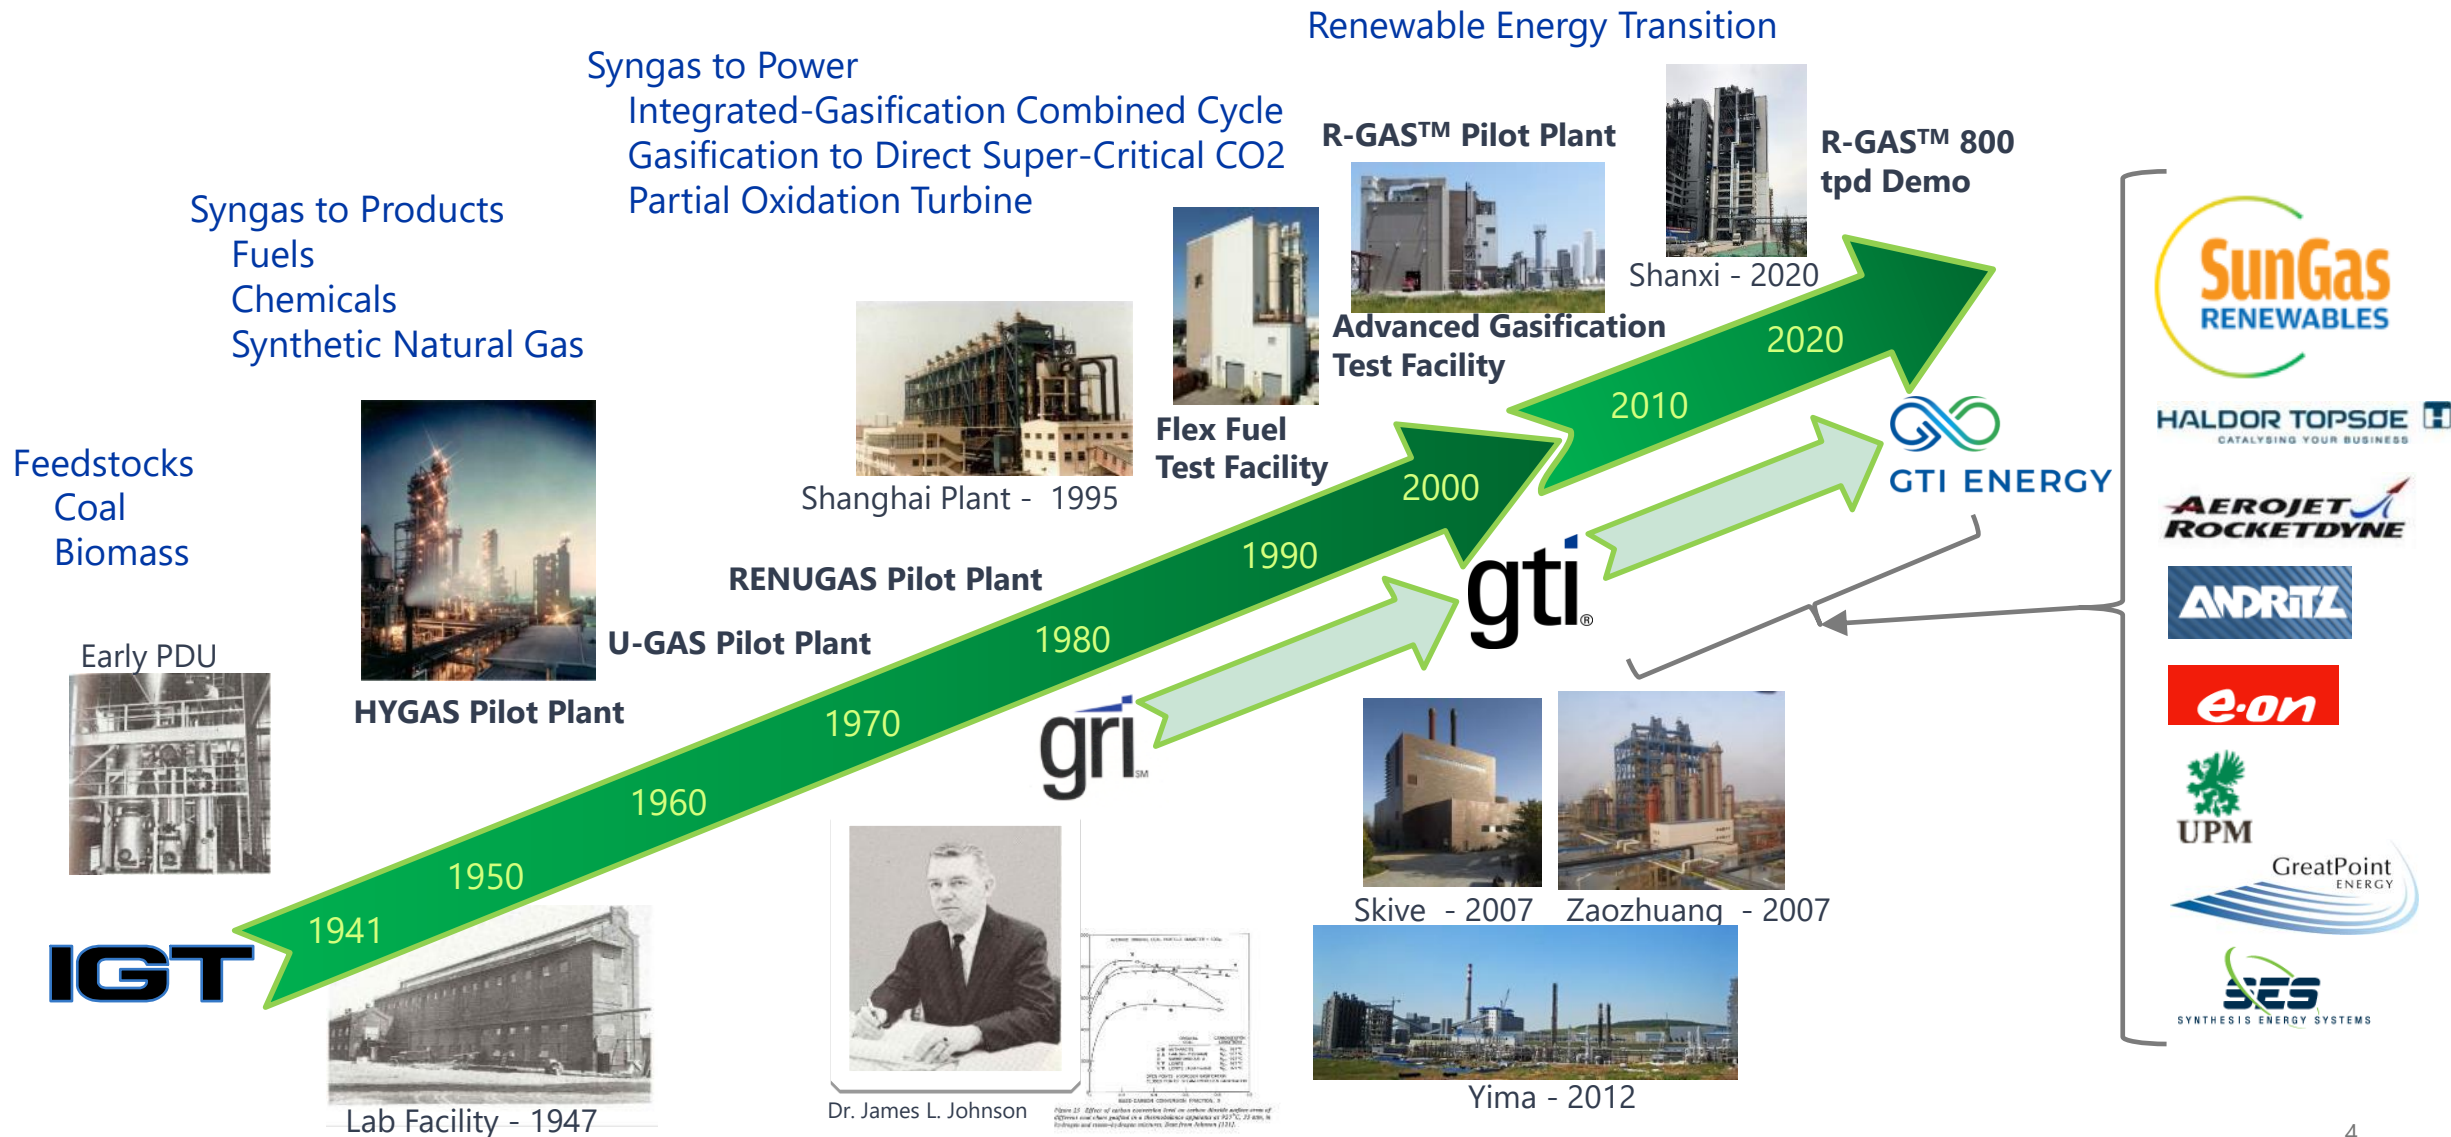 Renewable Energy Transition
Syngas to Power
Integrated-Gasification Combined Cycle
Gasification to Direct Super-Critical CO2
Partial Oxidation Turbine
Syngas to Products
Fuels
Chemicals
Synthetic Natural Gas
Feedstocks
Coal
Biomass
R-GAS™ Pilot Plant
R-GAS™ 800
tpd Demo
Shanxi - 2020
Advanced Gasification
Test Facility
Flex Fuel
Test Facility
Shanghai Plant - 1995
RENUGAS Pilot Plant
U-GAS Pilot Plant
HYGAS Pilot Plant
Early PDU
1941
1950
1960
1970
1980
1990
2000
2010
2020
IGT
gri SM
gti ®
GTI ENERGY
Lab Facility - 1947
Dr. James L. Johnson
Skive - 2007
Zaozhuang - 2007
Yima - 2012
SunGas
RENEWABLES
HALDOR TOPSØE
CATALYSING YOUR BUSINESS
AEROJET
ROCKETDYNE
ANDRITZ
e·on
UPM
GreatPoint
ENERGY
SES
SYNTHESIS ENERGY SYSTEMS
4